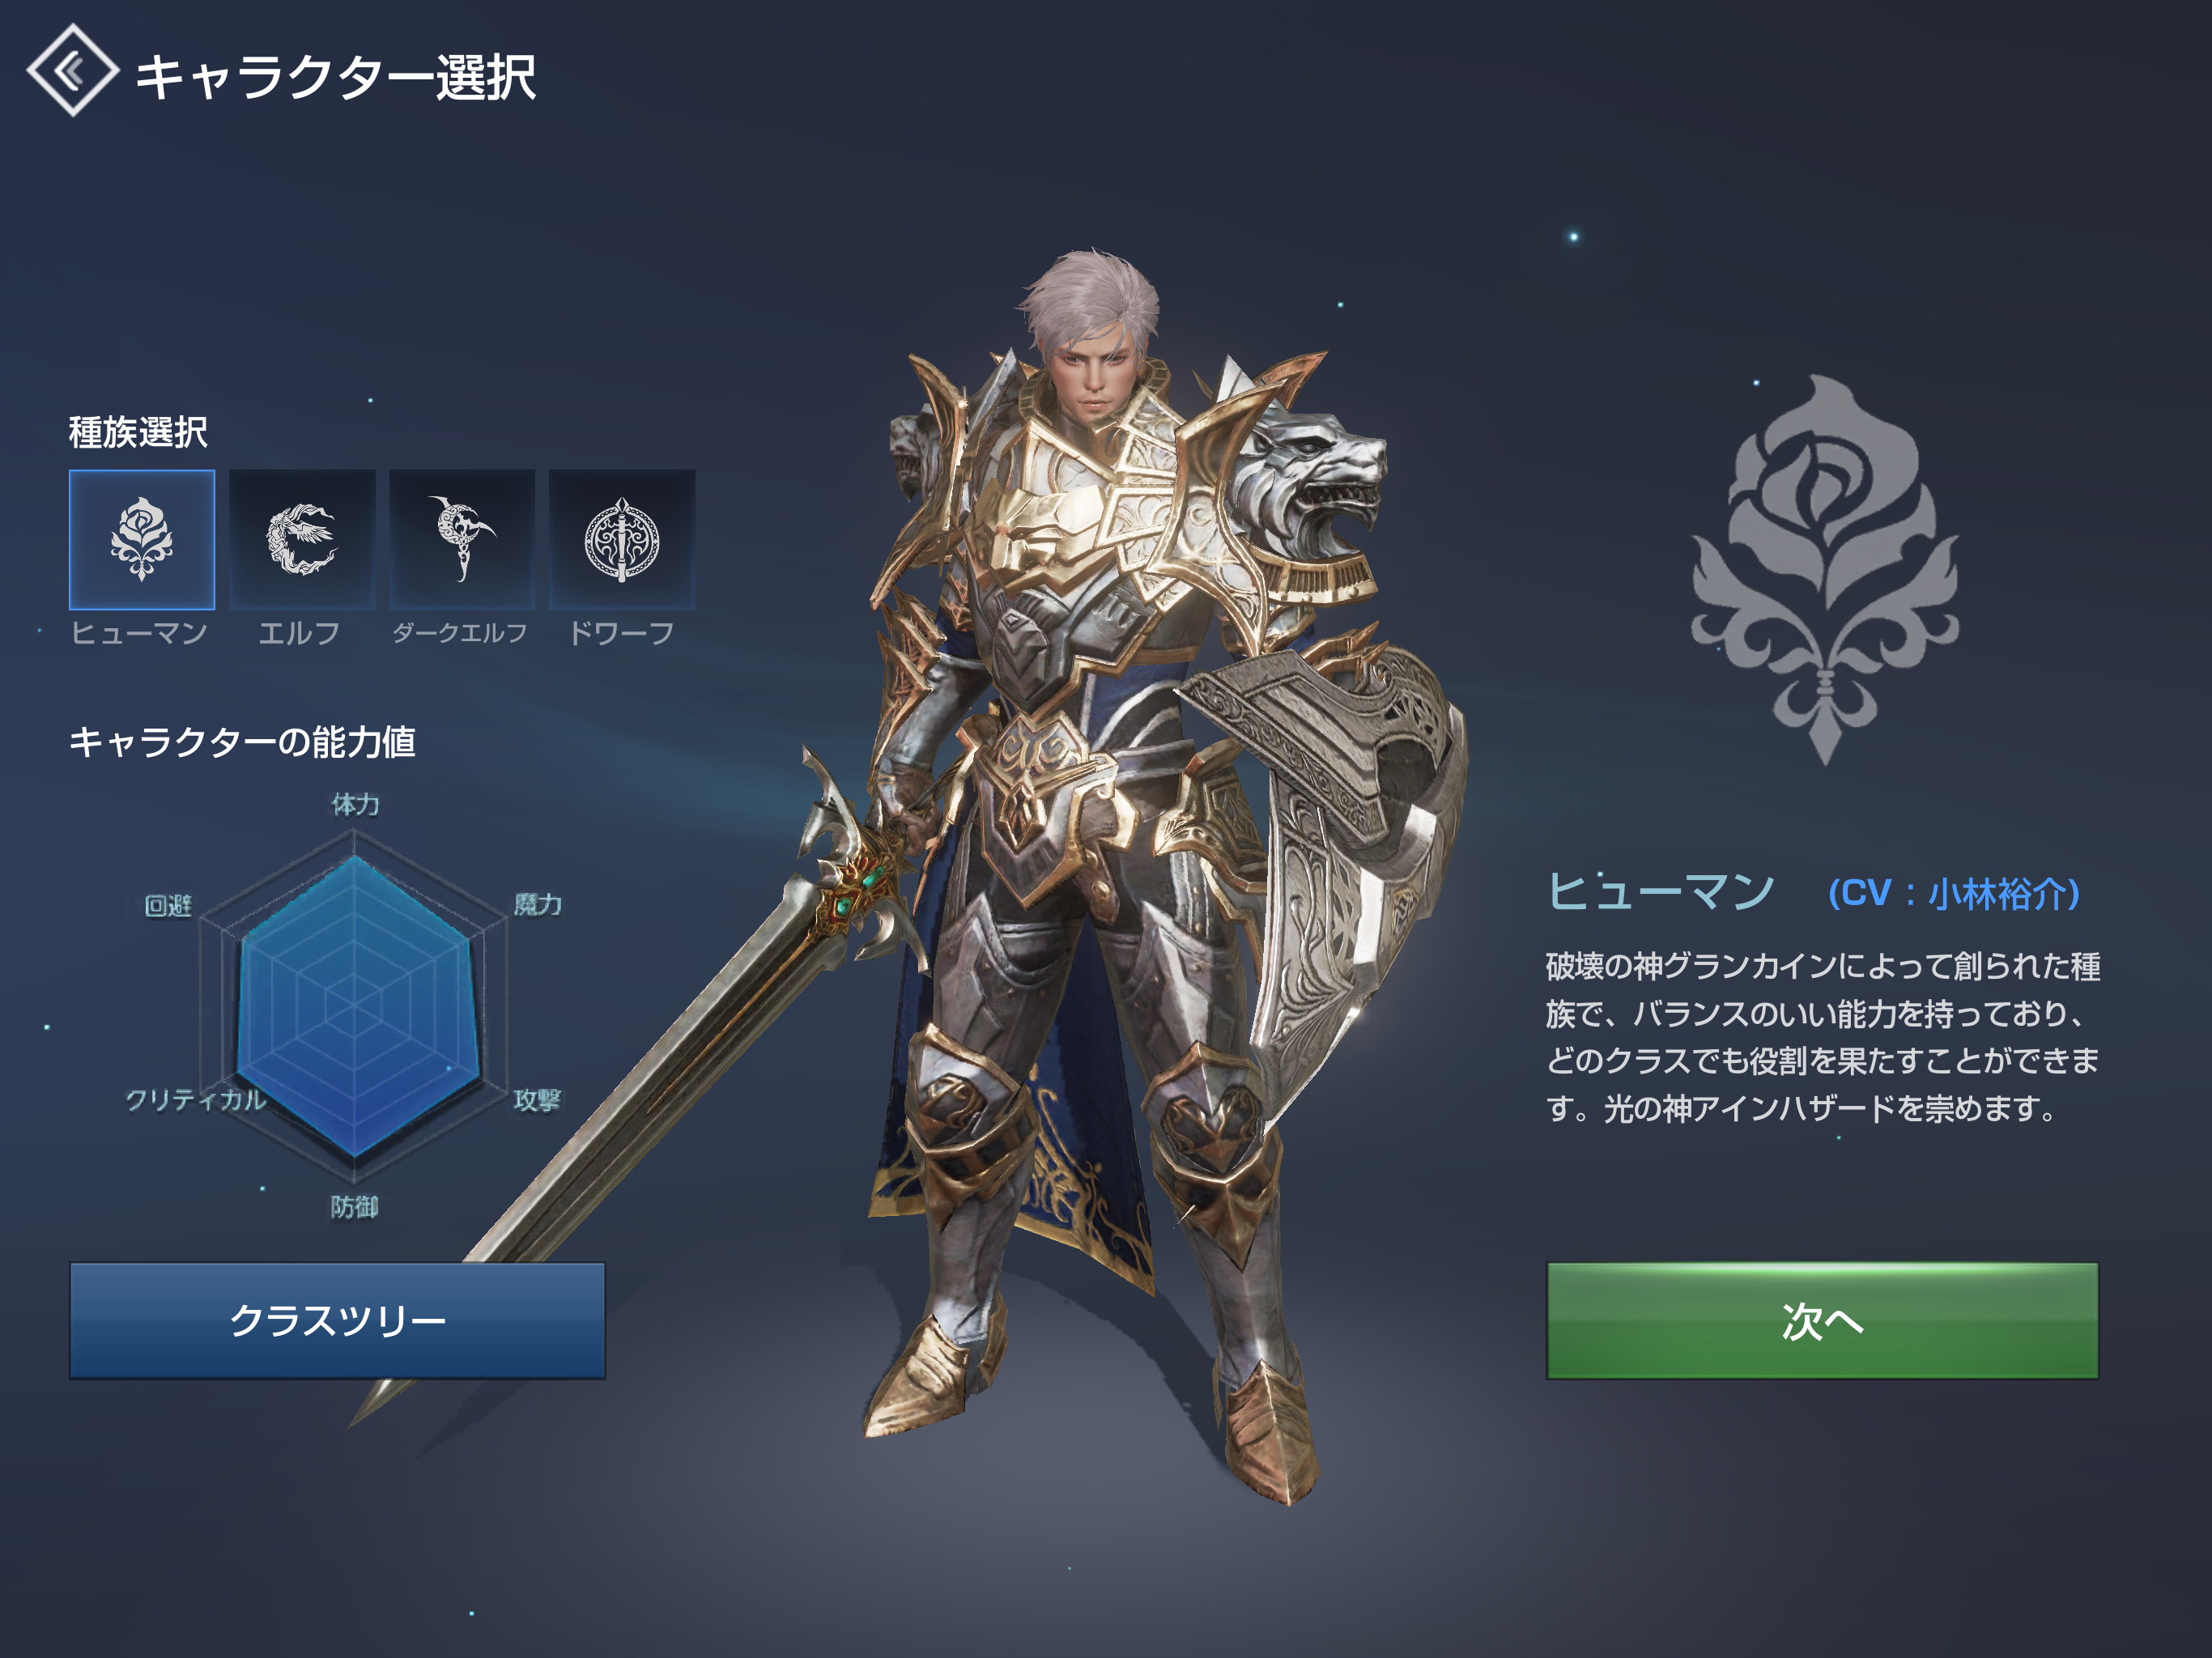 キャラクター選択
種族選択
ヒューマン
エルフ
ダークエルフ
ドワーフ
キャラクターの能力値
体力
回避
魔力
クリティカル
攻撃
防御
クラスツリー
ヒューマン (CV：小林裕介)
破壊の神グランカインによって創られた種
族で、バランスのいい能力を持っており、
どのクラスでも役割を果たすことができま
す。光の神アインハザードを崇めます。
次へ